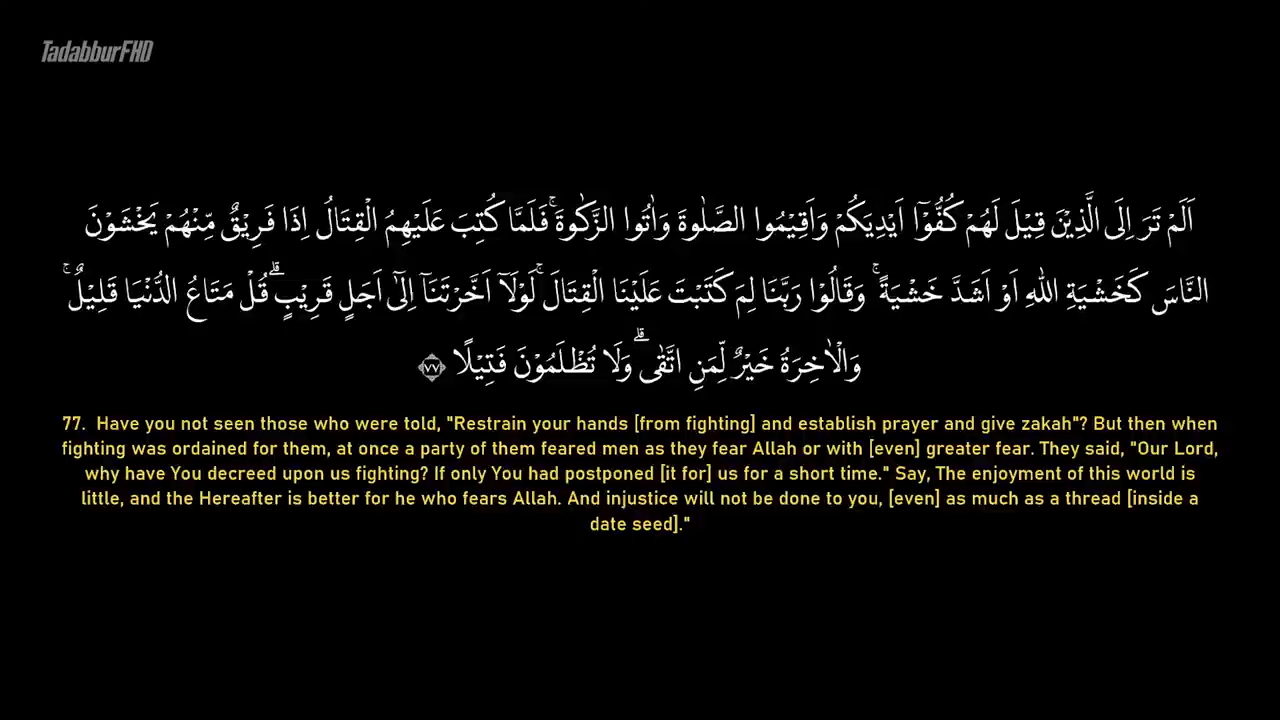 TadabburFHD
اَلَمْ تَرَ اِلَى الَّذِيْنَ قِيْلَ لَهُمْ كُفُّوْٓا اَيْدِيَكُمْ وَاَقِيْمُوا الصَّلٰوةَ وَاٰتُوا الزَّكٰوةَۚ فَلَمَّا كُتِبَ عَلَيْهِمُ الْقِتَالُ اِذَا فَرِيْقٌ مِّنْهُمْ يَخْشَوْنَ
النَّاسَ كَخَشْيَةِ اللّٰهِ اَوْ اَشَدَّ خَشْيَةً ۚ وَقَالُوْا رَبَّنَا لِمَ كَتَبْتَ عَلَيْنَا الْقِتَالَۚ لَوْلَآ اَخَّرْتَنَآ اِلٰٓى اَجَلٍ قَرِيْبٍۗ قُلْ مَتَاعُ الدُّنْيَا قَلِيْلٌۚ
وَالْاٰخِرَةُ خَيْرٌ لِّمَنِ اتَّقٰىۗ وَلَا تُظْلَمُوْنَ فَتِيْلًا ٧٧
77. Have you not seen those who were told, "Restrain your hands [from fighting] and establish prayer and give zakah"? But then when
fighting was ordained for them, at once a party of them feared men as they fear Allah or with [even] greater fear. They said, "Our Lord,
why have You decreed upon us fighting? If only You had postponed [it for] us for a short time." Say, The enjoyment of this world is
little, and the Hereafter is better for he who fears Allah. And injustice will not be done to you, [even] as much as a thread [inside a
date seed]."